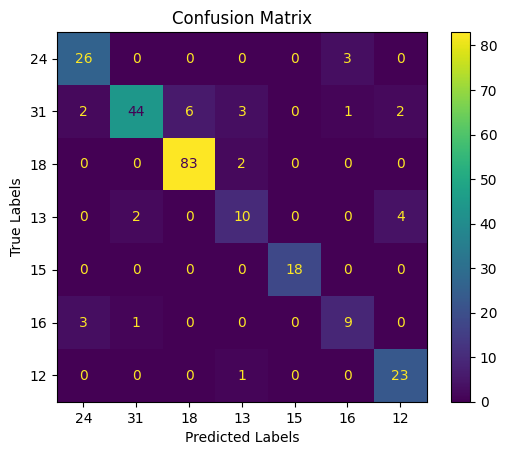 Confusion Matrix
24 26 0 0 0 0 3 0
31 2 44 6 3 0 1 2
18 0 0 83 2 0 0 0
13 0 2 0 10 0 0 4
15 0 0 0 0 18 0 0
16 3 1 0 0 0 9 0
12 0 0 0 1 0 0 23
24 31 18 13 15 16 12
Predicted Labels
True Labels
80
70
60
50
40
30
20
10
0